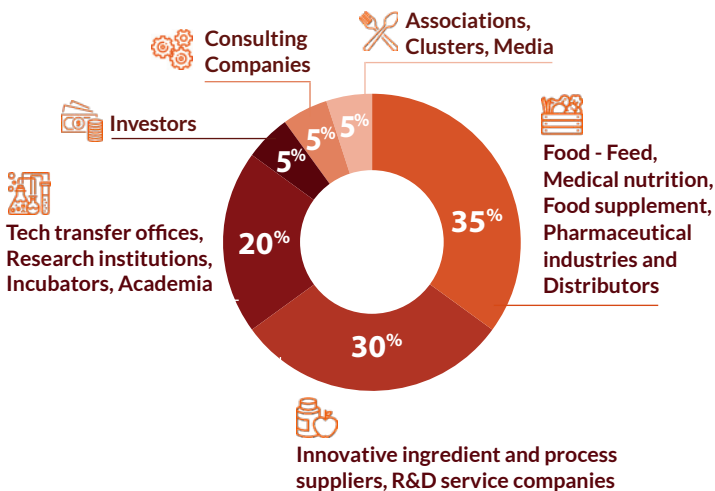 Associations,
Clusters, Media
Consulting
Companies
Investors
5%
5%
5%
Food - Feed,
Medical nutrition,
Food supplement,
Pharmaceutical
industries and
Distributors
35%
20%
Tech transfer offices,
Research institutions,
Incubators, Academia
30%
Innovative ingredient and process
suppliers, R&D service companies